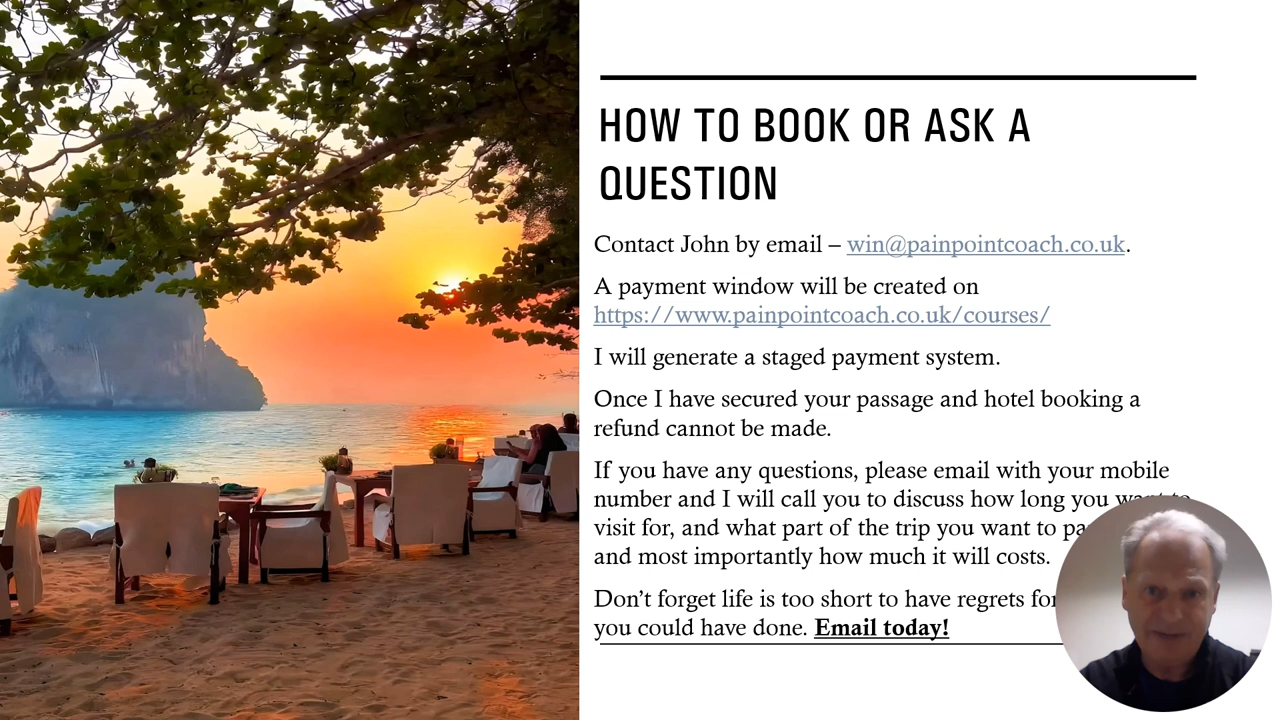 HOW TO BOOK OR ASK A
QUESTION
Contact John by email – win@painpointcoach.co.uk.
A payment window will be created on
https://www.painpointcoach.co.uk/courses/
I will generate a staged payment system.
Once I have secured your passage and hotel booking a
refund cannot be made.
If you have any questions, please email with your mobile
number and I will call you to discuss how long you want to
visit for, and what part of the trip you want to
and most importantly how much it will costs.
Don’t forget life is too short to have regrets for
you could have done. Email today!